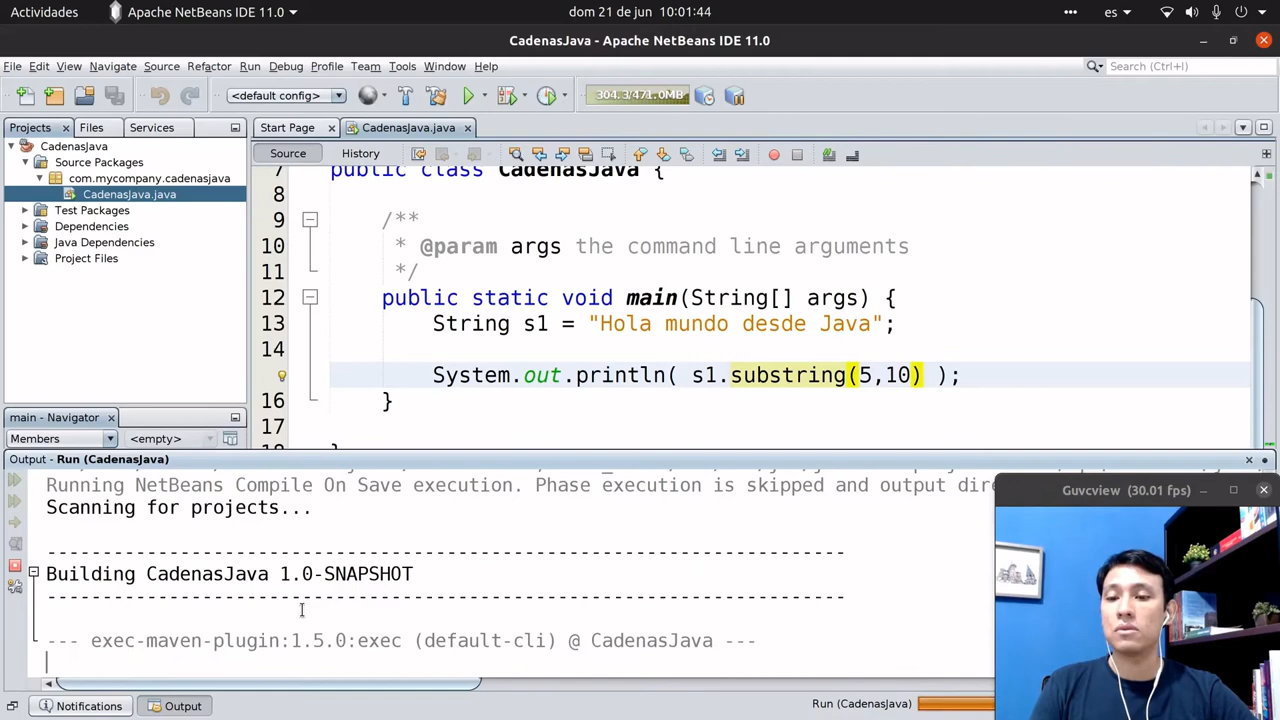 Actividades
Apache NetBeans IDE 11.0
dom 21 de jun 10:01:44
es
CadenasJava - Apache NetBeans IDE 11.0
File Edit View Navigate Source Refactor Run Debug Profile Team Tools Window Help
Search (Ctrl+I)
<default config>
304.3/471.0MB
Projects Files Services
Start Page CadenasJava.java
CadenasJava
Source Packages
com.mycompany.cadenasjava
CadenasJava.java
Test Packages
Dependencies
Java Dependencies
Project Files
Source History
7 public class CadenasJava {
8
9 /**
10 * @param args the command line arguments
11 */
12 public static void main(String[] args) {
13 String s1 = "Hola mundo desde Java";
14
System.out.println( s1.substring(5,10) );
16 }
17
main - Navigator
Members <empty>
Output - Run (CadenasJava)
Running NetBeans Compile On Save execution. Phase execution is skipped and output dire
Scanning for projects...
------------------------------------------------------------------------
Building CadenasJava 1.0-SNAPSHOT
------------------------------------------------------------------------
--- exec-maven-plugin:1.5.0:exec (default-cli) @ CadenasJava ---
Guvcview (30.01 fps)
Notifications Output
Run (CadenasJava)